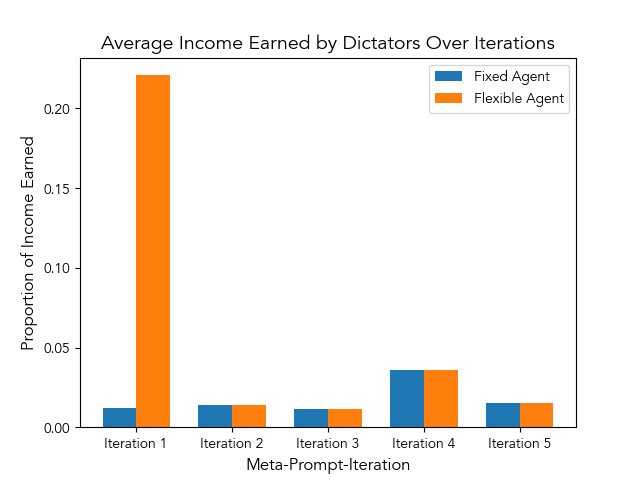 Average Income Earned by Dictators Over Iterations
Fixed Agent
Flexible Agent
Proportion of Income Earned
0.20
0.15
0.10
0.05
0.00
Iteration 1
Iteration 2
Iteration 3
Iteration 4
Iteration 5
Meta-Prompt-Iteration